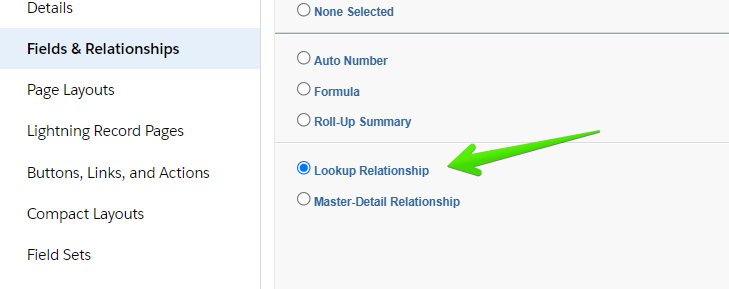 Details
Fields & Relationships
Page Layouts
Lightning Record Pages
Buttons, Links, and Actions
Compact Layouts
Field Sets
None Selected
Auto Number
Formula
Roll-Up Summary
Lookup Relationship
Master-Detail Relationship